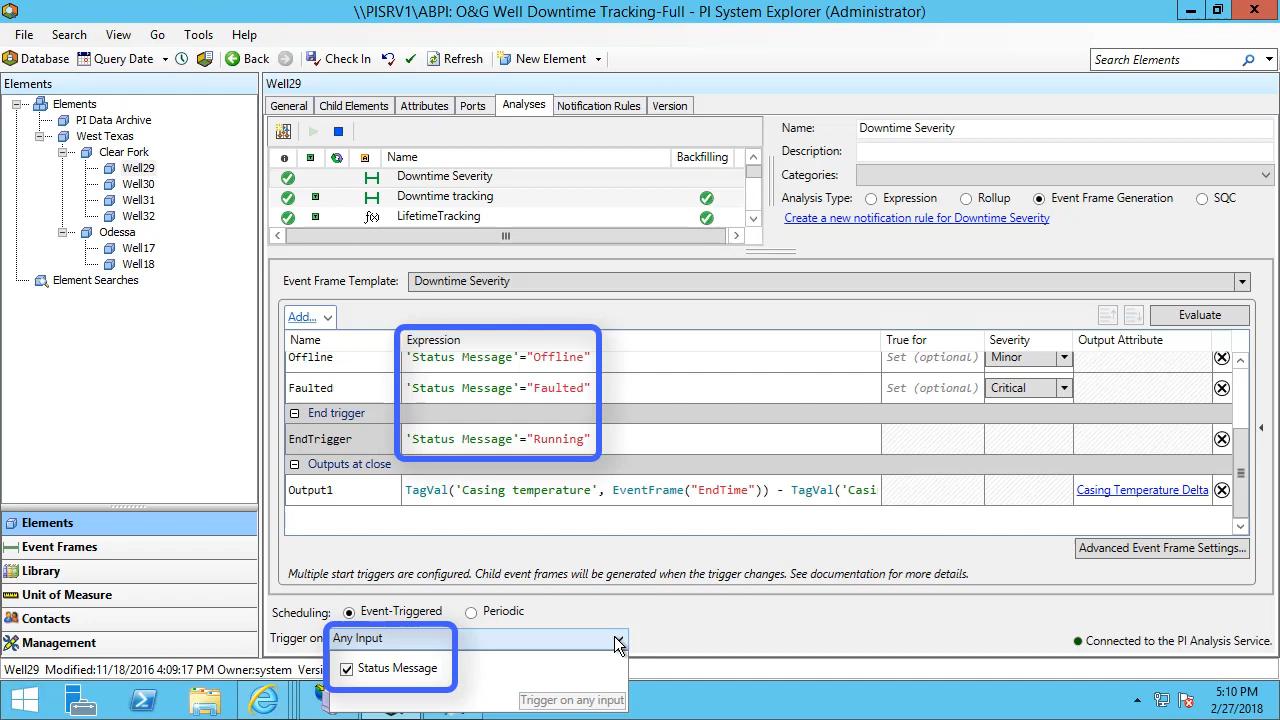 \\PISRV1\ABPI: O&G Well Downtime Tracking-Full - PI System Explorer (Administrator)
File Search View Go Tools Help
Database Query Date Back Check In Refresh New Element Search Elements
Elements
Elements
PI Data Archive
West Texas
Clear Fork
Well29
Well30
Well31
Well32
Odessa
Well17
Well18
Element Searches
Elements
Event Frames
Library
Unit of Measure
Contacts
Management
Well29
General Child Elements Attributes Ports Analyses Notification Rules Version
Name Backfilling
Downtime Severity
Downtime tracking
f(x) LifetimeTracking
Name: Downtime Severity
Description:
Categories:
Analysis Type: Expression Rollup Event Frame Generation SQC
Create a new notification rule for Downtime Severity
Event Frame Template: Downtime Severity
Add... Evaluate
Name Expression True for Severity Output Attribute
Offline 'Status Message'="Offline" Set (optional) Minor
Faulted 'Status Message'="Faulted" Set (optional) Critical
End trigger
EndTrigger 'Status Message'="Running"
Outputs at close
Output1 TagVal('Casing temperature', EventFrame("EndTime")) - TagVal('Casi Casing Temperature Delta
Advanced Event Frame Settings...
Multiple start triggers are configured. Child event frames will be generated when the trigger changes. See documentation for more details.
Scheduling: Event-Triggered Periodic
Trigger on Any Input
Status Message
Trigger on any input
Connected to the PI Analysis Service.
Well29 Modified:11/18/2016 4:09:17 PM Owner:system Versi
5:10 PM
2/27/2018